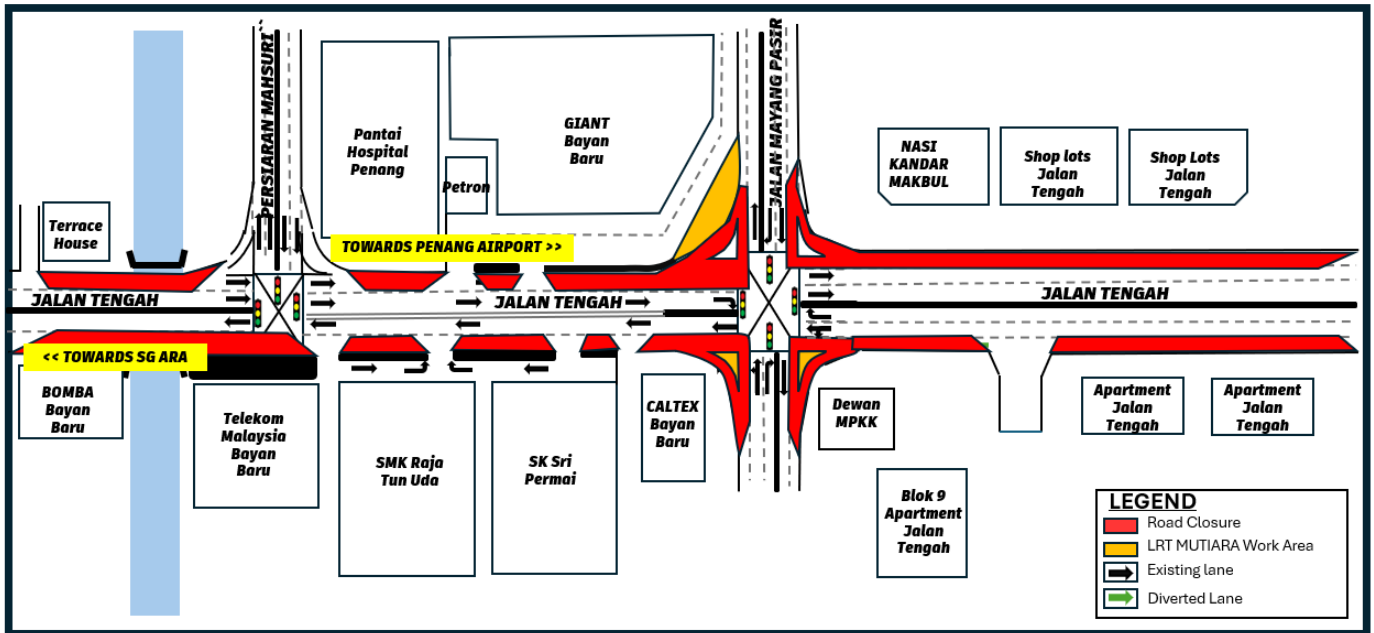 PERSIARAN MAHSURI
JALAN MAYANG PASIR
Pantai
Hospital
Penang
GIANT
Bayan
Baru
Petron
NASI
KANDAR
MAKBUL
Shop lots
Jalan
Tengah
Shop Lots
Jalan
Tengah
Terrace
House
TOWARDS PENANG AIRPORT >>
JALAN TENGAH
JALAN TENGAH
JALAN TENGAH
<< TOWARDS SG ARA
BOMBA
Bayan
Baru
Telekom
Malaysia
Bayan
Baru
SMK Raja
Tun Uda
SK Sri
Permai
CALTEX
Bayan
Baru
Dewan
MPKK
Apartment
Jalan
Tengah
Apartment
Jalan
Tengah
Blok 9
Apartment
Jalan
Tengah
LEGEND
Road Closure
LRT MUTIARA Work Area
Existing lane
Diverted Lane